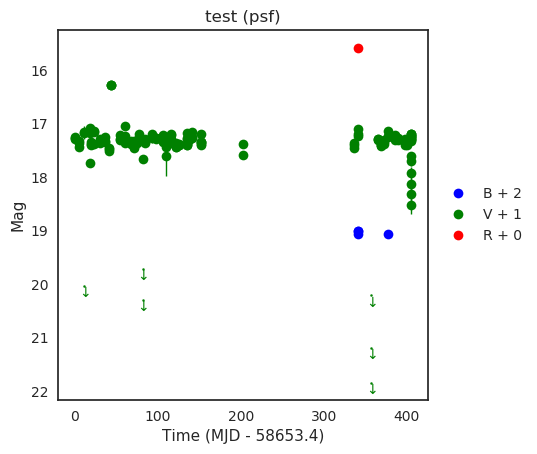 test (psf)
16
17
18
19
20
21
22
Mag
0
100
200
300
400
Time (MJD - 58653.4)
B + 2
V + 1
R + 0